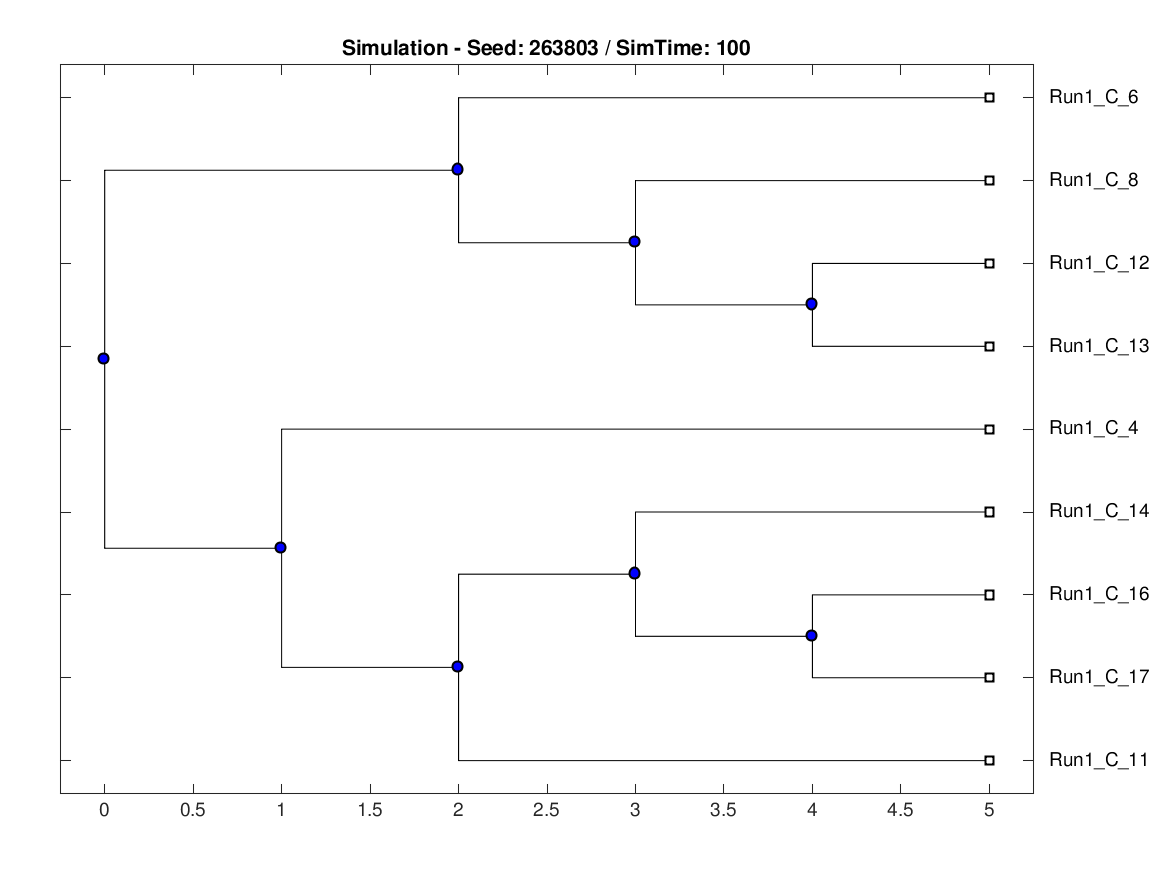 Simulation - Seed: 263803 / SimTime: 100
Run1_C_6
Run1_C_8
Run1_C_12
Run1_C_13
Run1_C_4
Run1_C_14
Run1_C_16
Run1_C_17
Run1_C_11
0 0.5 1 1.5 2 2.5 3 3.5 4 4.5 5